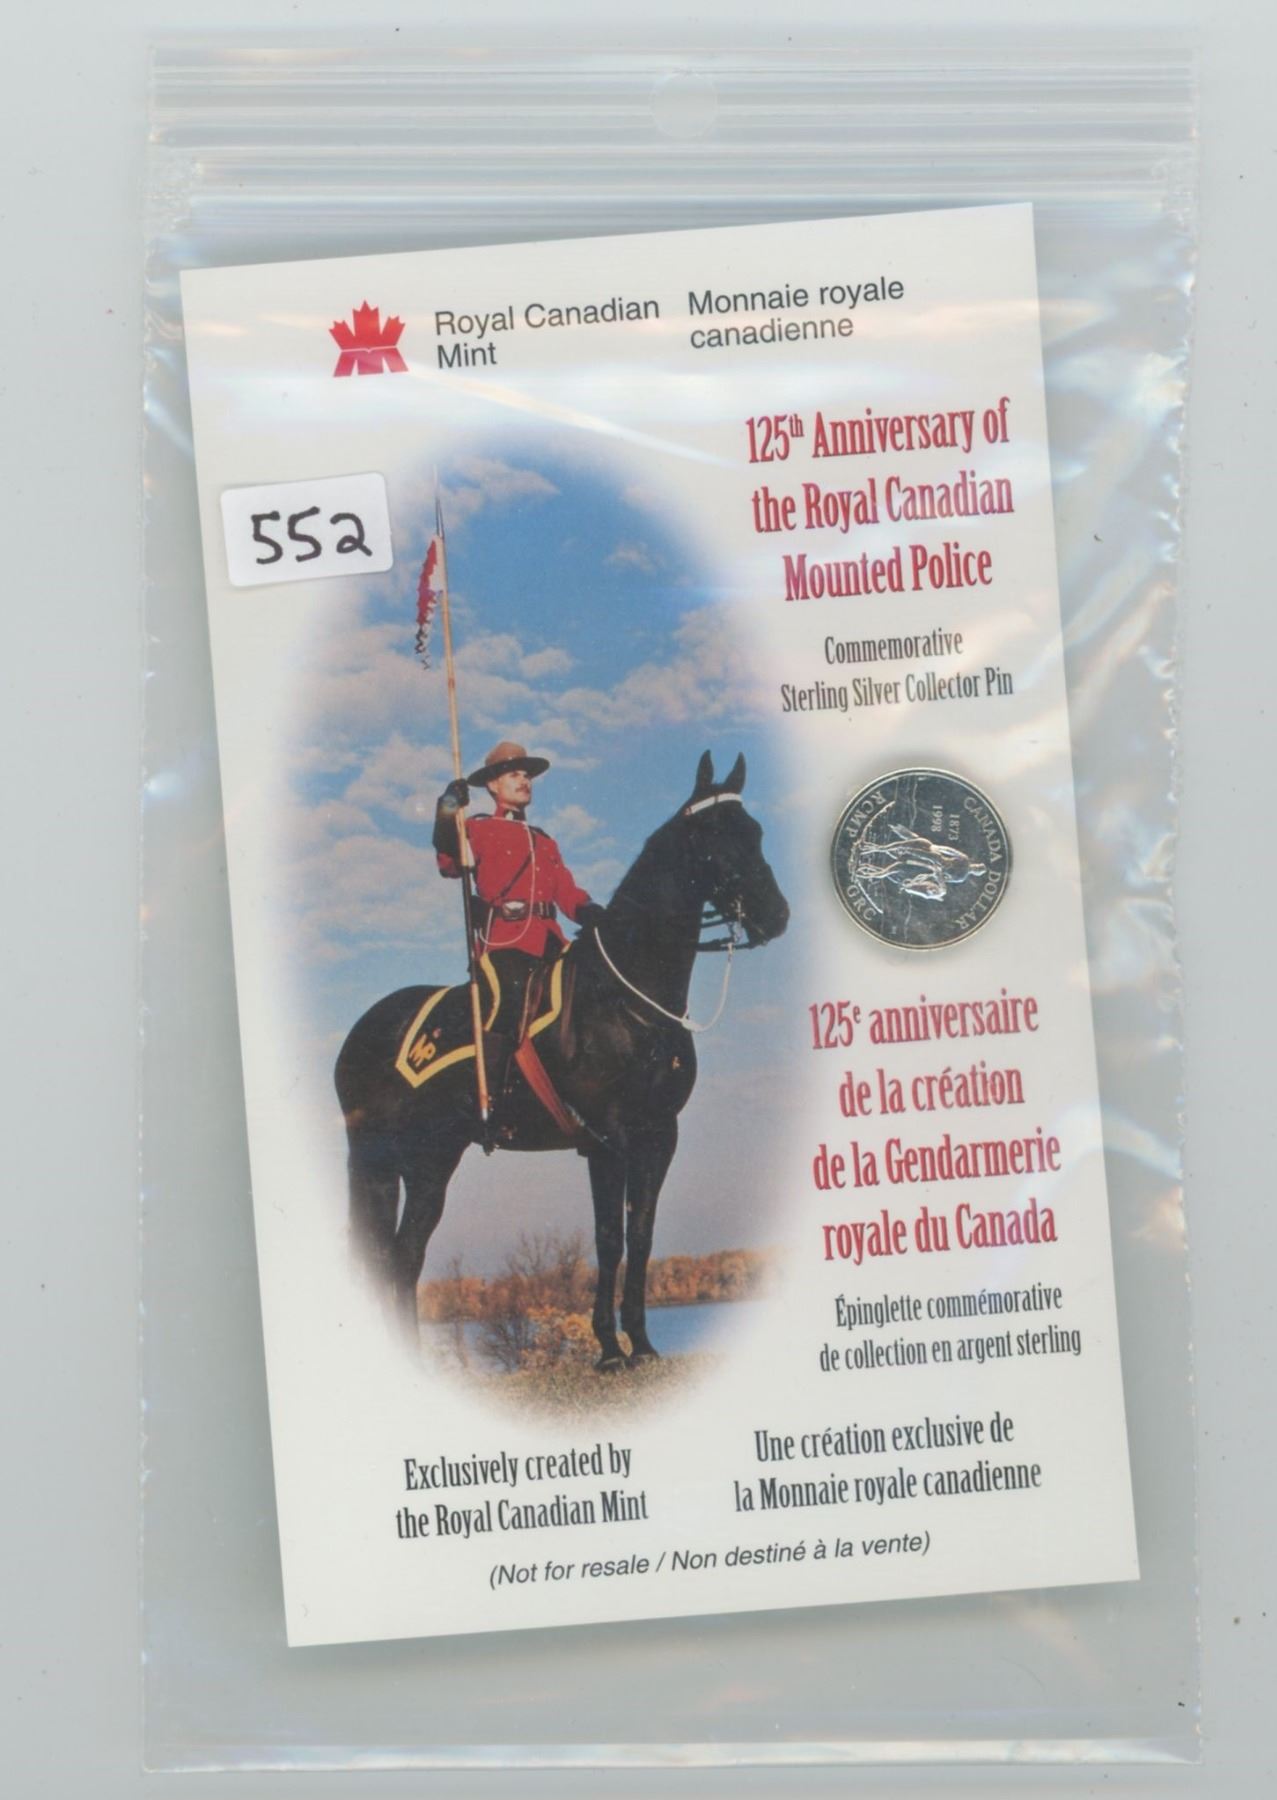 Royal Canadian
Mint
Monnaie royale
canadienne
125th Anniversary of
the Royal Canadian
Mounted Police
552
Commemorative
Sterling Silver Collector Pin
CANADA DOLLAR
1873
1998
RCMP GRC
MP
125e anniversaire
de la création
de la Gendarmerie
royale du Canada
Épinglette commémorative
de collection en argent sterling
Exclusively created by
the Royal Canadian Mint
Une création exclusive de
la Monnaie royale canadienne
(Not for resale / Non destiné à la vente)